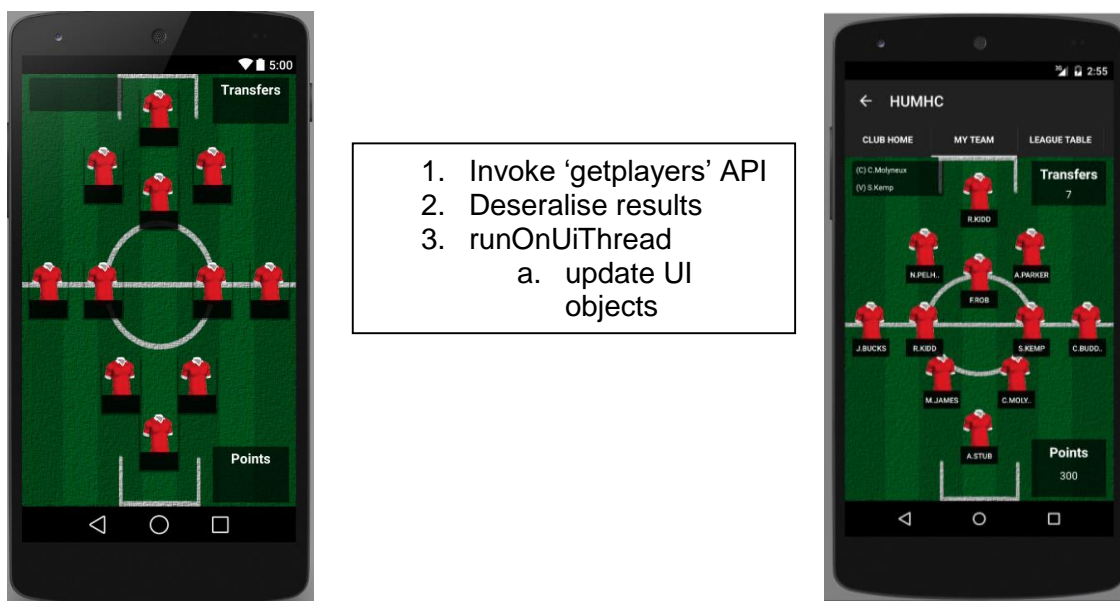 5:00
Transfers
Points
1. Invoke ‘getplayers’ API
2. Deseralise results
3. runOnUiThread
a. update UI
objects
3G 2:55
← HUMHC
CLUB HOME MY TEAM LEAGUE TABLE
(C) C.Molyneux
(V) S.Kemp
Transfers
7
R.KIDD
N.PELH..
A.PARKER
F.ROB
J.BUCKS
R.KIDD
S.KEMP
C.BUDD..
M.JAMES
C.MOLY..
A.STUB
Points
300